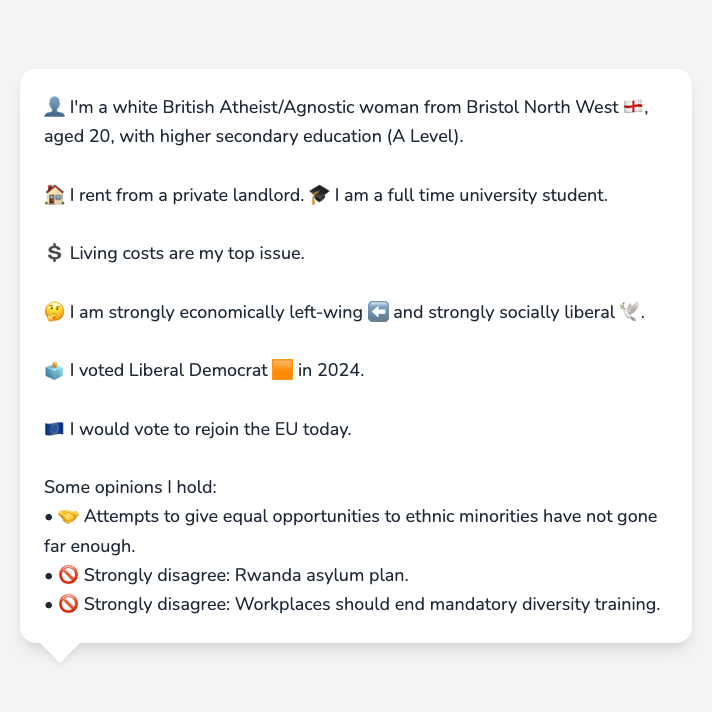 👤 I'm a white British Atheist/Agnostic woman from Bristol North West 🏴󠁧󠁢󠁥󠁮󠁧󠁿,
aged 20, with higher secondary education (A Level).
🏠 I rent from a private landlord. 🎓 I am a full time university student.
💲 Living costs are my top issue.
🤔 I am strongly economically left-wing ⬅️ and strongly socially liberal 🕊️.
🗳️ I voted Liberal Democrat 🟧 in 2024.
🇪🇺 I would vote to rejoin the EU today.
Some opinions I hold:
• 🤝 Attempts to give equal opportunities to ethnic minorities have not gone
far enough.
• 🚫 Strongly disagree: Rwanda asylum plan.
• 🚫 Strongly disagree: Workplaces should end mandatory diversity training.